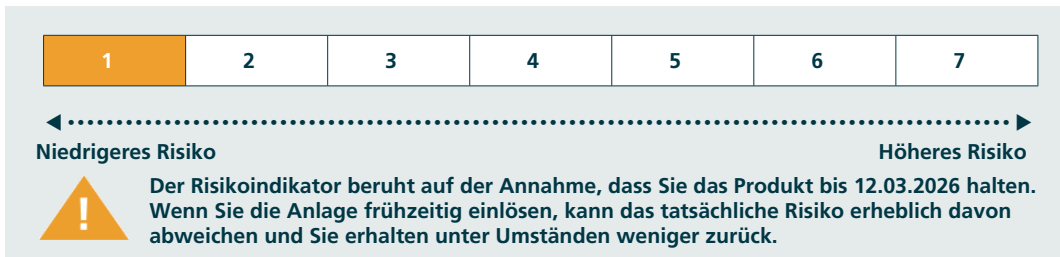 1 2 3 4 5 6 7
Niedrigeres Risiko Höheres Risiko
Der Risikoindikator beruht auf der Annahme, dass Sie das Produkt bis 12.03.2026 halten.
Wenn Sie die Anlage frühzeitig einlösen, kann das tatsächliche Risiko erheblich davon
abweichen und Sie erhalten unter Umständen weniger zurück.
!